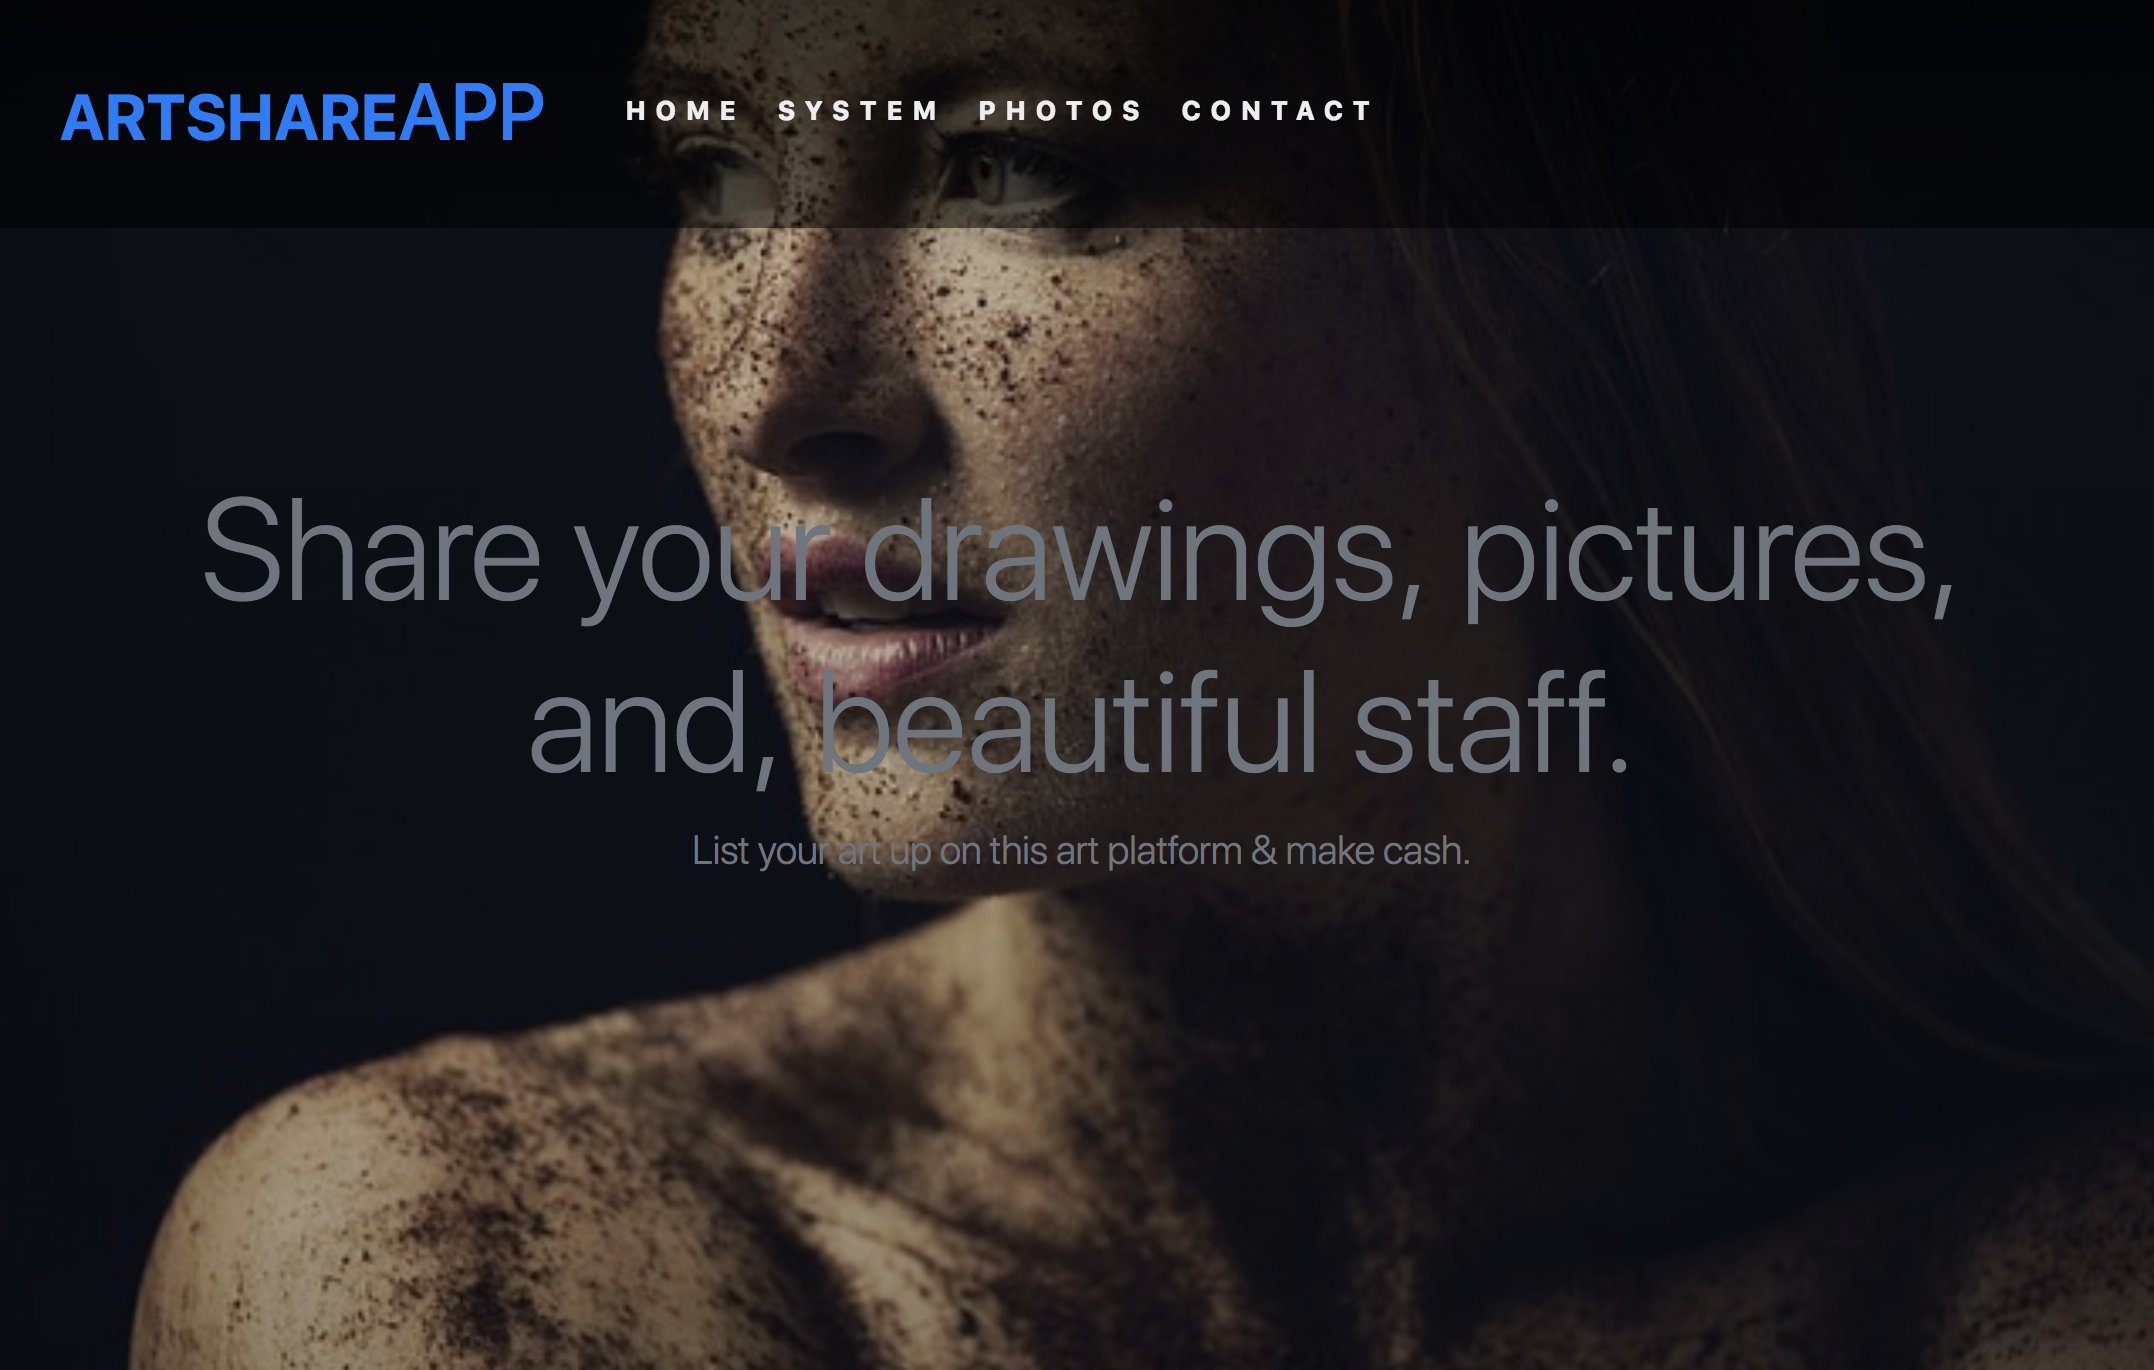 ARTSHAREAPP
HOME SYSTEM PHOTOS CONTACT
Share your drawings, pictures,
and, beautiful staff.
List your art up on this art platform & make cash.